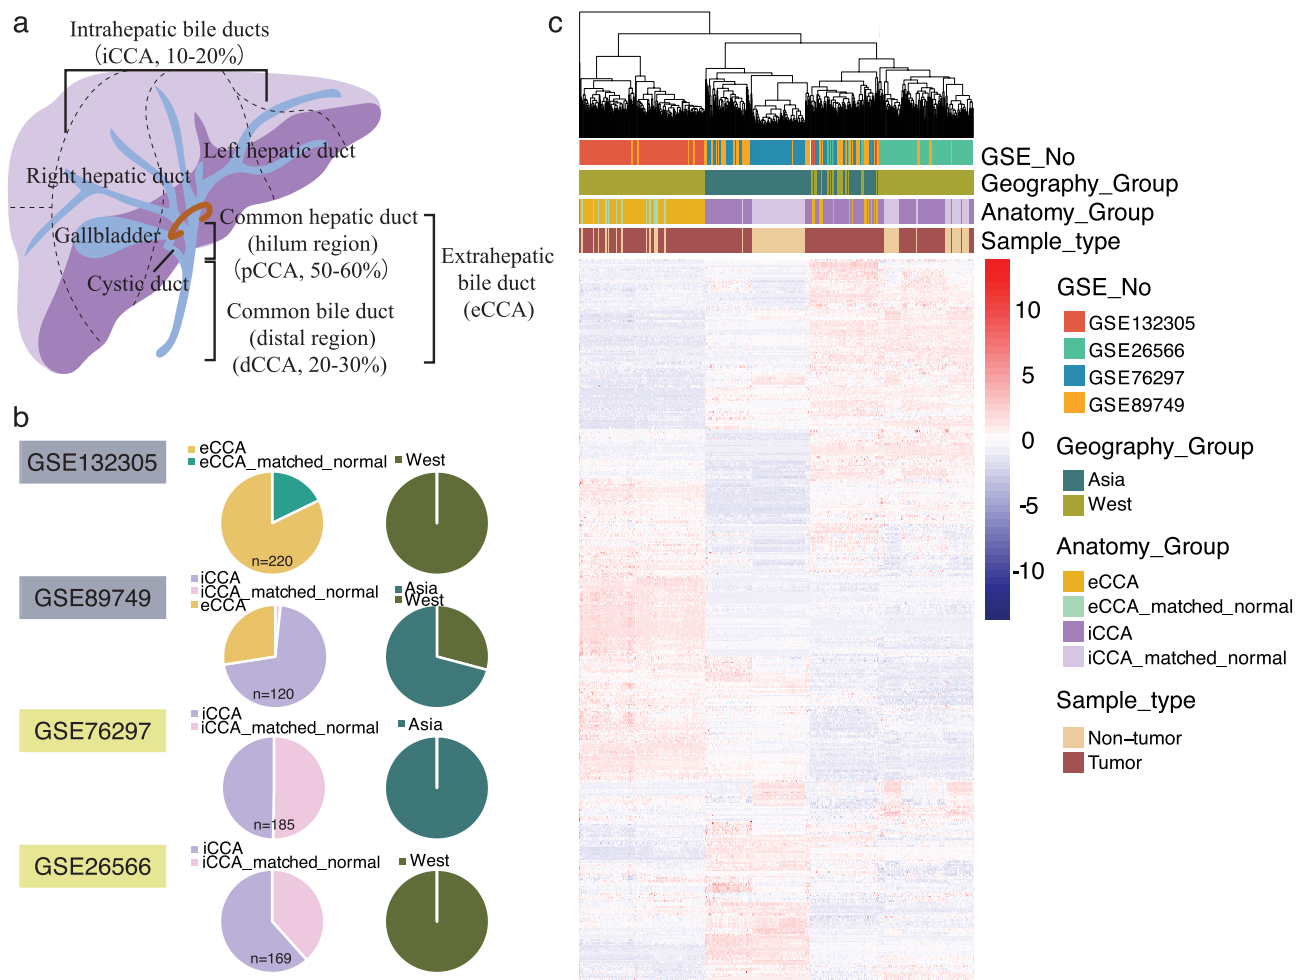 a
Intrahepatic bile ducts
(iCCA, 10-20%)
Left hepatic duct
Right hepatic duct
Common hepatic duct
(hilum region)
(pCCA, 50-60%)
Gallbladder
Cystic duct
Extrahepatic
bile duct
(eCCA)
Common bile duct
(distal region)
(dCCA, 20-30%)
b
GSE132305
eCCA
eCCA_matched_normal
n=220
West
GSE89749
iCCA
iCCA_matched_normal
eCCA
n=120
Asia
West
GSE76297
iCCA
iCCA_matched_normal
n=185
Asia
GSE26566
iCCA
iCCA_matched_normal
n=169
West
c
GSE_No
Geography_Group
Anatomy_Group
Sample_type
10
5
0
-5
-10
GSE_No
GSE132305
GSE26566
GSE76297
GSE89749
Geography_Group
Asia
West
Anatomy_Group
eCCA
eCCA_matched_normal
iCCA
iCCA_matched_normal
Sample_type
Non−tumor
Tumor